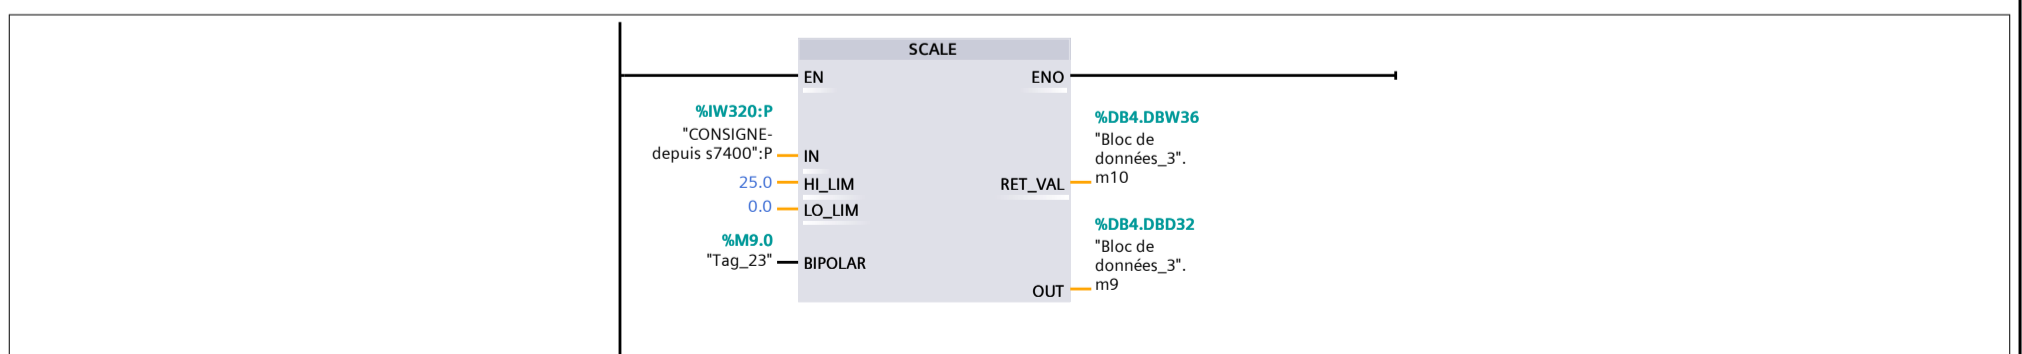 SCALE
EN
ENO
%IW320:P
"CONSIGNE-
depuis s7400":P
IN
25.0
HI_LIM
0.0
LO_LIM
%M9.0
"Tag_23"
BIPOLAR
%DB4.DBW36
"Bloc de
données_3".
m10
RET_VAL
%DB4.DBD32
"Bloc de
données_3".
m9
OUT